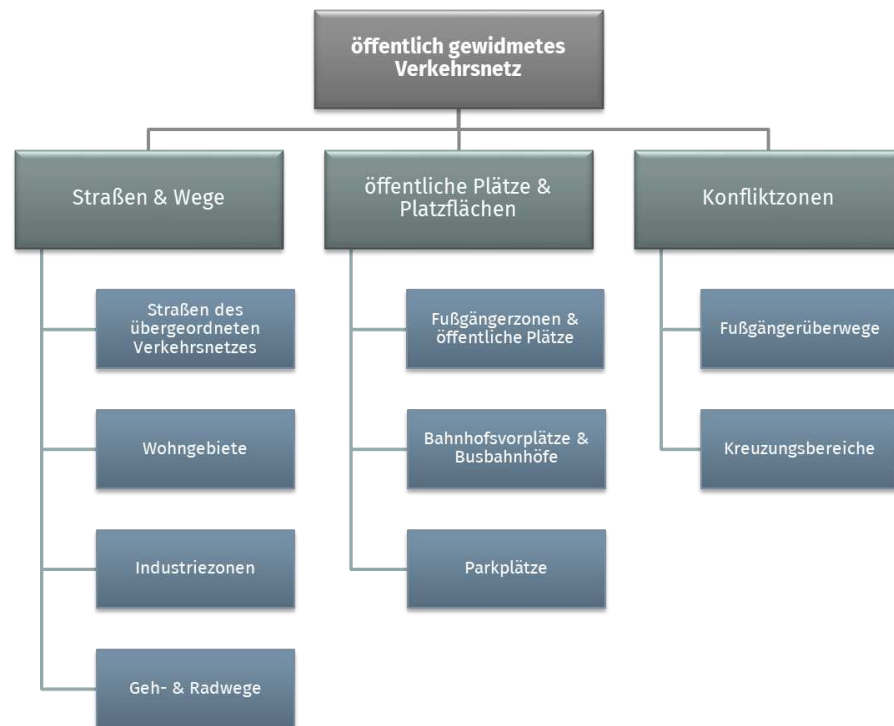 öffentlich gewidmetes
Verkehrsnetz
Straßen & Wege
öffentliche Plätze &
Platzflächen
Konfliktzonen
Straßen des
übergeordneten
Verkehrsnetzes
Wohngebiete
Industriezonen
Geh- & Radwege
Fußgängerzonen &
öffentliche Plätze
Bahnhofsvorplätze &
Busbahnhöfe
Parkplätze
Fußgängerüberwege
Kreuzungsbereiche